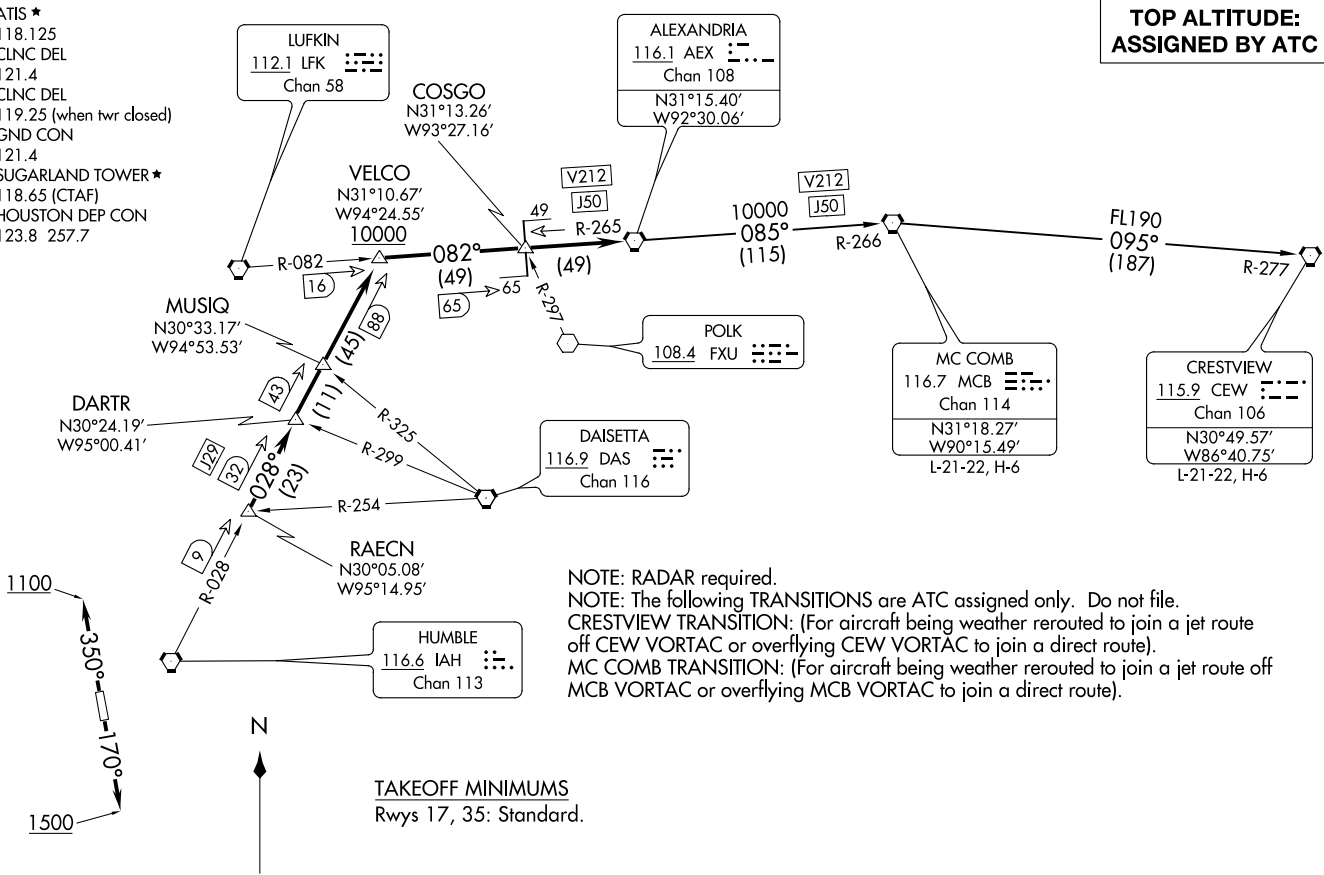 ATIS ★
118.125
CLNC DEL
121.4
CLNC DEL
119.25 (when twr closed)
GND CON
121.4
SUGARLAND TOWER ★
118.65 (CTAF)
HOUSTON DEP CON
123.8 257.7
TOP ALTITUDE:
ASSIGNED BY ATC
LUFKIN
112.1 LFK
Chan 58
COSGO
N31°13.26'
W93°27.16'
ALEXANDRIA
116.1 AEX
Chan 108
N31°15.40'
W92°30.06'
VELCO
N31°10.67'
W94°24.55'
10000
R-082
16
082°
(49)
49
65
65
V212
J50
R-265
(49)
R-297
V212
J50
10000
085°
(115)
R-266
FL190
095°
(187)
R-277
POLK
108.4 FXU
MC COMB
116.7 MCB
Chan 114
N31°18.27'
W90°15.49'
L-21-22, H-6
CRESTVIEW
115.9 CEW
Chan 106
N30°49.57'
W86°40.75'
L-21-22, H-6
MUSIQ
N30°33.17'
W94°53.53'
88
(45)
43
(11)
DARTR
N30°24.19'
W95°00.41'
R-325
R-299
R-254
DAISETTA
116.9 DAS
Chan 116
J29
32
028°
(23)
RAECN
N30°05.08'
W95°14.95'
9
R-028
HUMBLE
116.6 IAH
Chan 113
1100
350°
170°
1500
N
NOTE: RADAR required.
NOTE: The following TRANSITIONS are ATC assigned only. Do not file.
CRESTVIEW TRANSITION: (For aircraft being weather rerouted to join a jet route
off CEW VORTAC or overflying CEW VORTAC to join a direct route).
MC COMB TRANSITION: (For aircraft being weather rerouted to join a jet route off
MCB VORTAC or overflying MCB VORTAC to join a direct route).
TAKEOFF MINIMUMS
Rwys 17, 35: Standard.